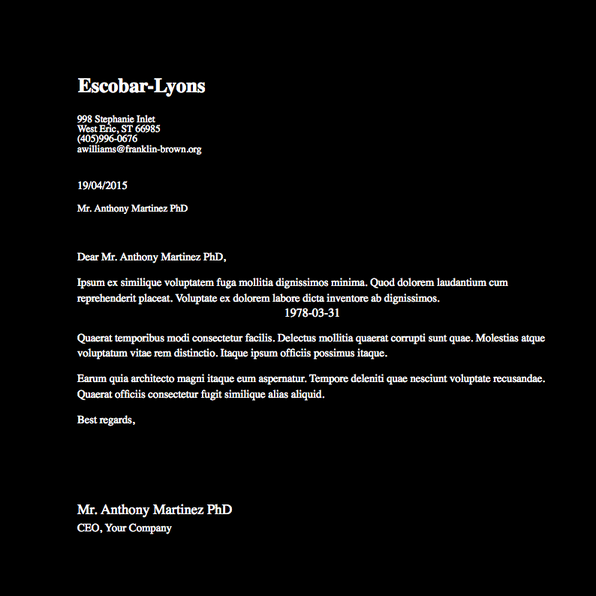 Escobar-Lyons
998 Stephanie Inlet
West Eric, ST 66985
(405)996-0676
awilliams@franklin-brown.org
19/04/2015
Mr. Anthony Martinez PhD
Dear Mr. Anthony Martinez PhD,
Ipsum ex similique voluptatem fuga mollitia dignissimos minima. Quod dolorem laudantium cum
reprehenderit placeat. Voluptate ex dolorem labore dicta inventore ab dignissimos.
1978-03-31
Quaerat temporibus modi consectetur facilis. Delectus mollitia quaerat corrupti sunt quae. Molestias atque
voluptatum vitae rem distinctio. Itaque ipsum officiis possimus itaque.
Earum quia architecto magni itaque eum aspernatur. Tempore deleniti quae nesciunt voluptate recusandae.
Quaerat officiis consectetur fugit similique alias aliquid.
Best regards,
Mr. Anthony Martinez PhD
CEO, Your Company